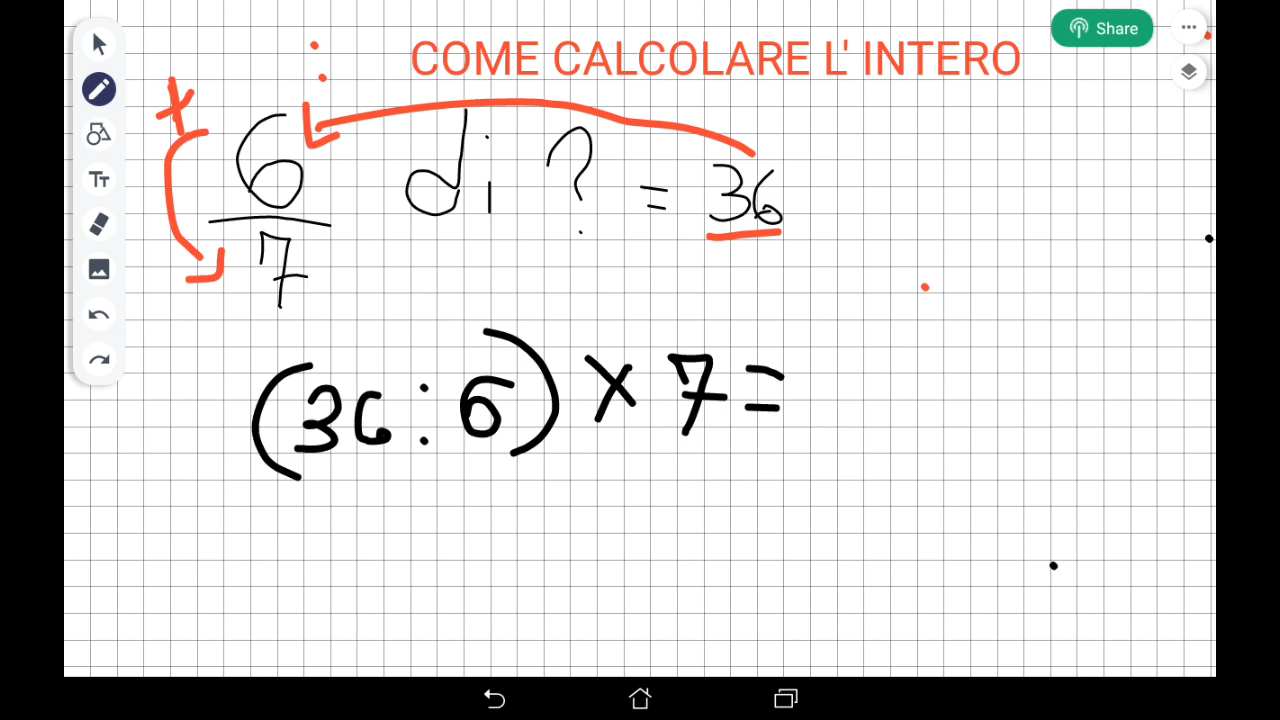 Share
COME CALCOLARE L' INTERO
6/7 di ? = 36
(36 : 6) x 7 =